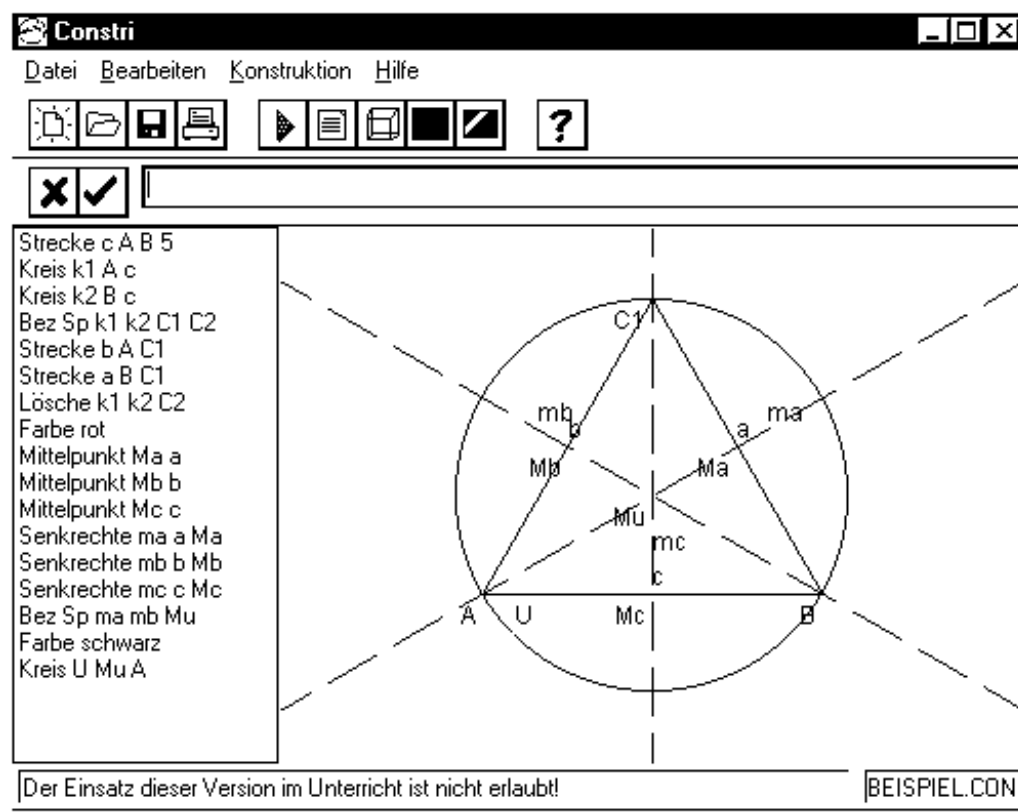 Constri
Datei Bearbeiten Konstruktion Hilfe
?
Strecke c A B 5
Kreis k1 A c
Kreis k2 B c
Bez Sp k1 k2 C1 C2
Strecke b A C1
Strecke a B C1
Lösche k1 k2 C2
Farbe rot
Mittelpunkt Ma a
Mittelpunkt Mb b
Mittelpunkt Mc c
Senkrechte ma a Ma
Senkrechte mb b Mb
Senkrechte mc c Mc
Bez Sp ma mb Mu
Farbe schwarz
Kreis U Mu A
C1
mb ma
b a
Mb Ma
Mu
mc
c
A U Mc B
Der Einsatz dieser Version im Unterricht ist nicht erlaubt! BEISPIEL.CON